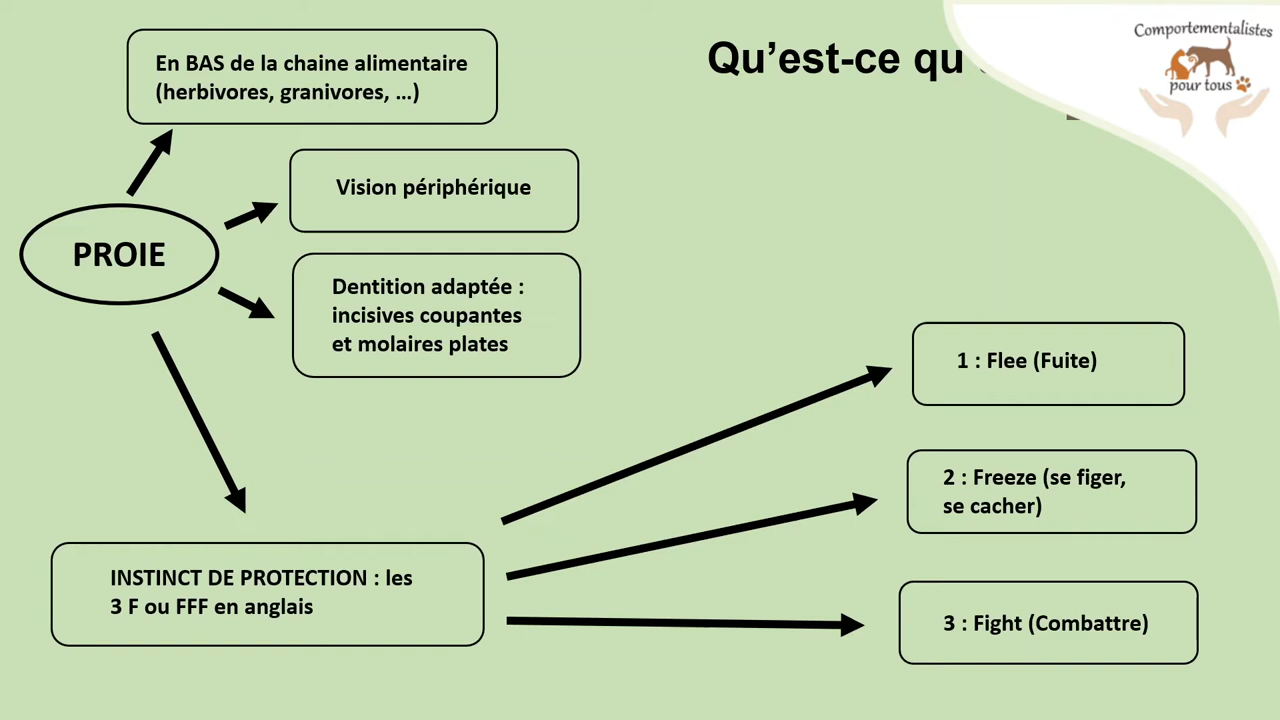 Qu’est-ce qu
Comportementalistes
pour tous
En BAS de la chaine alimentaire
(herbivores, granivores, ...)
Vision périphérique
PROIE
Dentition adaptée :
incisives coupantes
et molaires plates
1 : Flee (Fuite)
2 : Freeze (se figer,
se cacher)
INSTINCT DE PROTECTION : les
3 F ou FFF en anglais
3 : Fight (Combattre)